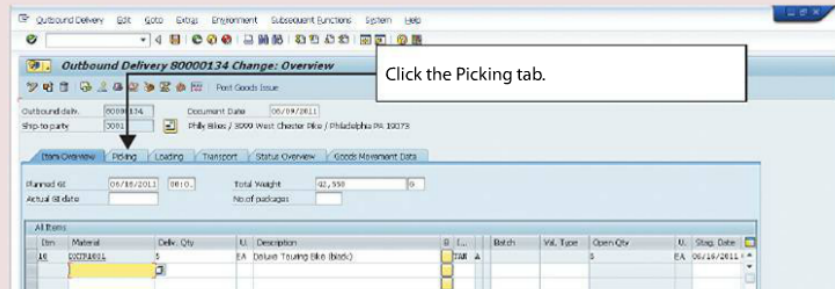 Outbound Delivery Edit Goto Extras Environment Subsequent Functions System Help
Outbound Delivery 80000134 Change: Overview
Click the Picking tab.
Post Goods Issue
Outbound deliv. 80000134 Document Date 06/09/2011
Ship-to party Philly Bikes / 3999 West Chester Pike / Philadelphia PA 19073
Item Overview Picking Loading Transport Status Overview Goods Movement Data
Planned GI 06/16/2011 00:0. Total Weight G
Actual GI date No.of packages
All Items
Itm Material Deliv. Qty U. Description B I... Batch Val. Type Open Qty U. Stag. Date
10 5 EA Deluxe Touring Bike (black) TAN A 5 EA 06/16/2011